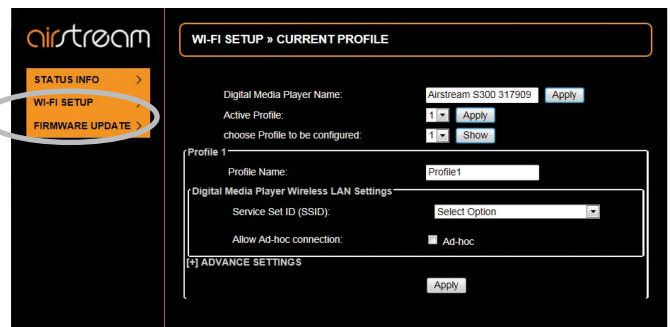 airstream
WI-FI SETUP » CURRENT PROFILE
STATUS INFO >
WI-FI SETUP >
FIRMWARE UPDATE >
Digital Media Player Name: Airstream S300 317909 Apply
Active Profile: 1 Apply
choose Profile to be configured: 1 Show
Profile 1
Profile Name: Profile1
Digital Media Player Wireless LAN Settings
Service Set ID (SSID): Select Option
Allow Ad-hoc connection: Ad-hoc
[+] ADVANCE SETTINGS
Apply